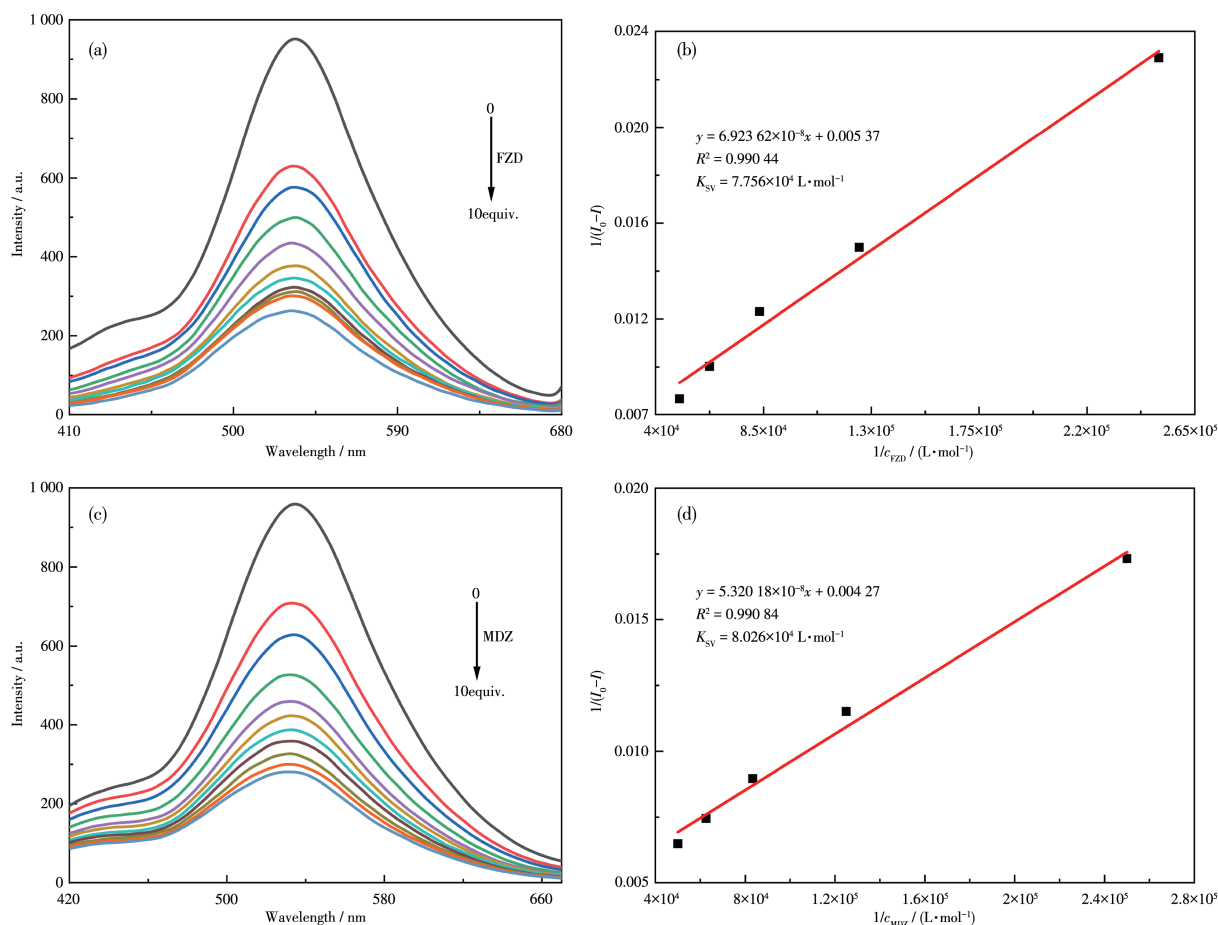 (a)
1 000
800
600
400
200
0
Intensity / a.u.
410
500
590
680
Wavelength / nm
0
FZD
10equiv.
(b)
0.024
0.020
0.016
0.012
0.007
1/(I₀−I)
y = 6.923 62×10⁻⁸x + 0.005 37
R² = 0.990 44
K_SV = 7.756×10⁴ L·mol⁻¹
4×10⁴
8.5×10⁴
1.3×10⁵
1.75×10⁵
2.2×10⁵
2.65×10⁵
1/c_FZD / (L·mol⁻¹)
(c)
1 000
800
600
400
200
0
Intensity / a.u.
420
500
580
660
Wavelength / nm
0
MDZ
10equiv.
(d)
0.020
0.015
0.010
0.005
1/(I₀−I)
y = 5.320 18×10⁻⁸x + 0.004 27
R² = 0.990 84
K_SV = 8.026×10⁴ L·mol⁻¹
4×10⁴
8×10⁴
1.2×10⁵
1.6×10⁵
2×10⁵
2.4×10⁵
2.8×10⁵
1/c_MDZ / (L·mol⁻¹)